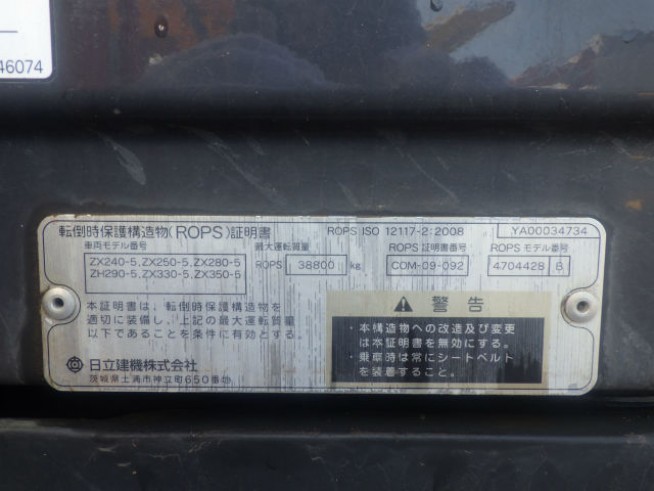 46074
転倒時保護構造物(ROPS)証明書
ROPS ISO 12117-2:2008
YA00034734
車両モデル番号
最大運転質量
ROPS 証明書番号
ROPS モデル番号
ZX240-5, ZX250-5, ZX280-5
ZH290-5, ZX330-5, ZX350-5
ROPS 38800 kg
COM-09-092
4704428 6
本証明書は、転倒時保護構造物を
適切に装備し、上記の最大運転質量
以下であることを条件に有効とする。
日立建機株式会社
茨城県土浦市神立町650番地
警告
・本構造物への改造及び変更
は本証明書を無効にする。
・乗車時は常にシートベルト
を装着すること。